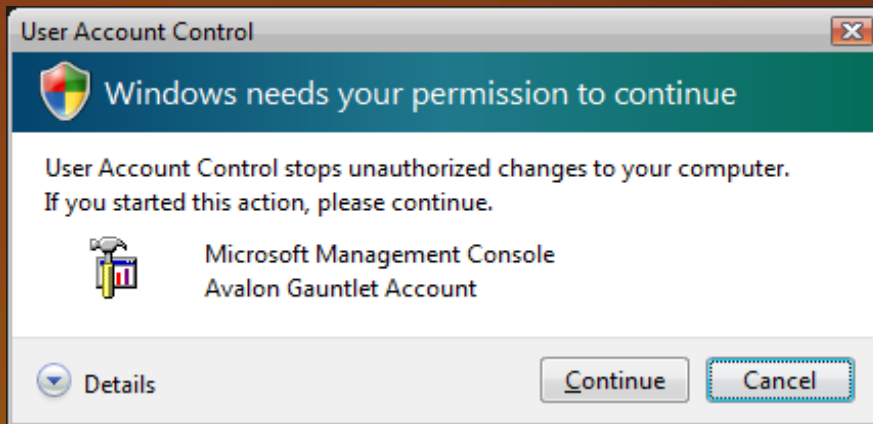 User Account Control
Windows needs your permission to continue
User Account Control stops unauthorized changes to your computer.
If you started this action, please continue.
Microsoft Management Console
Avalon Gauntlet Account
Details
Continue
Cancel